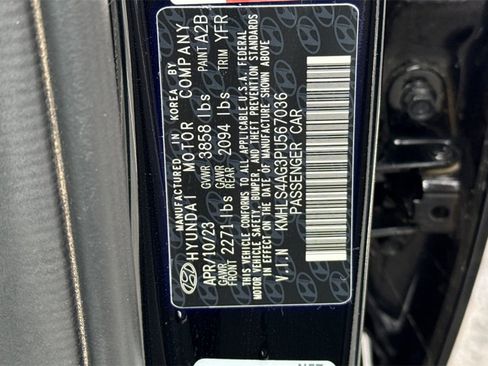 MANUFACTURED IN KOREA BY
HYUNDAI MOTOR COMPANY
APR/10/23 GVWR 3858 lbs PAINT A2B
GAWR FRONT 2271 lbs GAWR REAR 2094 lbs TRIM YFR
THIS VEHICLE CONFORMS TO ALL APPLICABLE U.S.A. FEDERAL
MOTOR VEHICLE SAFETY, BUMPER, AND THEFT PREVENTION STANDARDS
IN EFFECT ON THE DATE OF MANUFACTURE SHOWN ABOVE.
V.I.N KMHLS4AG3PU567036
PASSENGER CAR